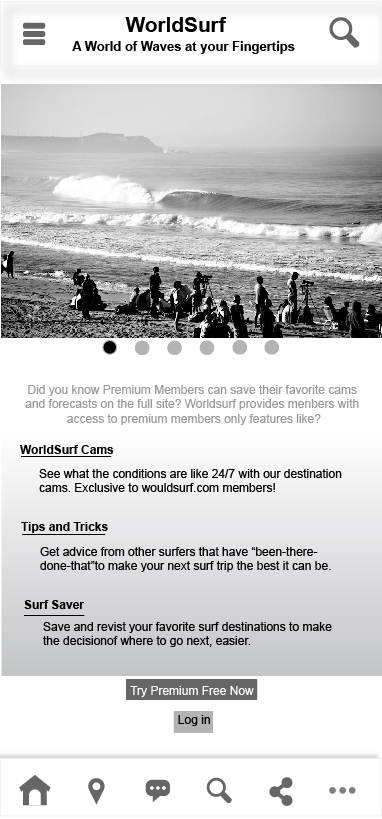 WorldSurf
A World of Waves at your Fingertips
Did you know Premium Members can save their favorite cams
and forecasts on the full site? Worldsurf provides menbers with
access to premium members only features like?
WorldSurf Cams
See what the conditions are like 24/7 with our destination
cams. Exclusive to wouldsurf.com members!
Tips and Tricks
Get advice from other surfers that have “been-there-
done-that”to make your next surf trip the best it can be.
Surf Saver
Save and revist your favorite surf destinations to make
the decisionof where to go next, easier.
Try Premium Free Now
Log in